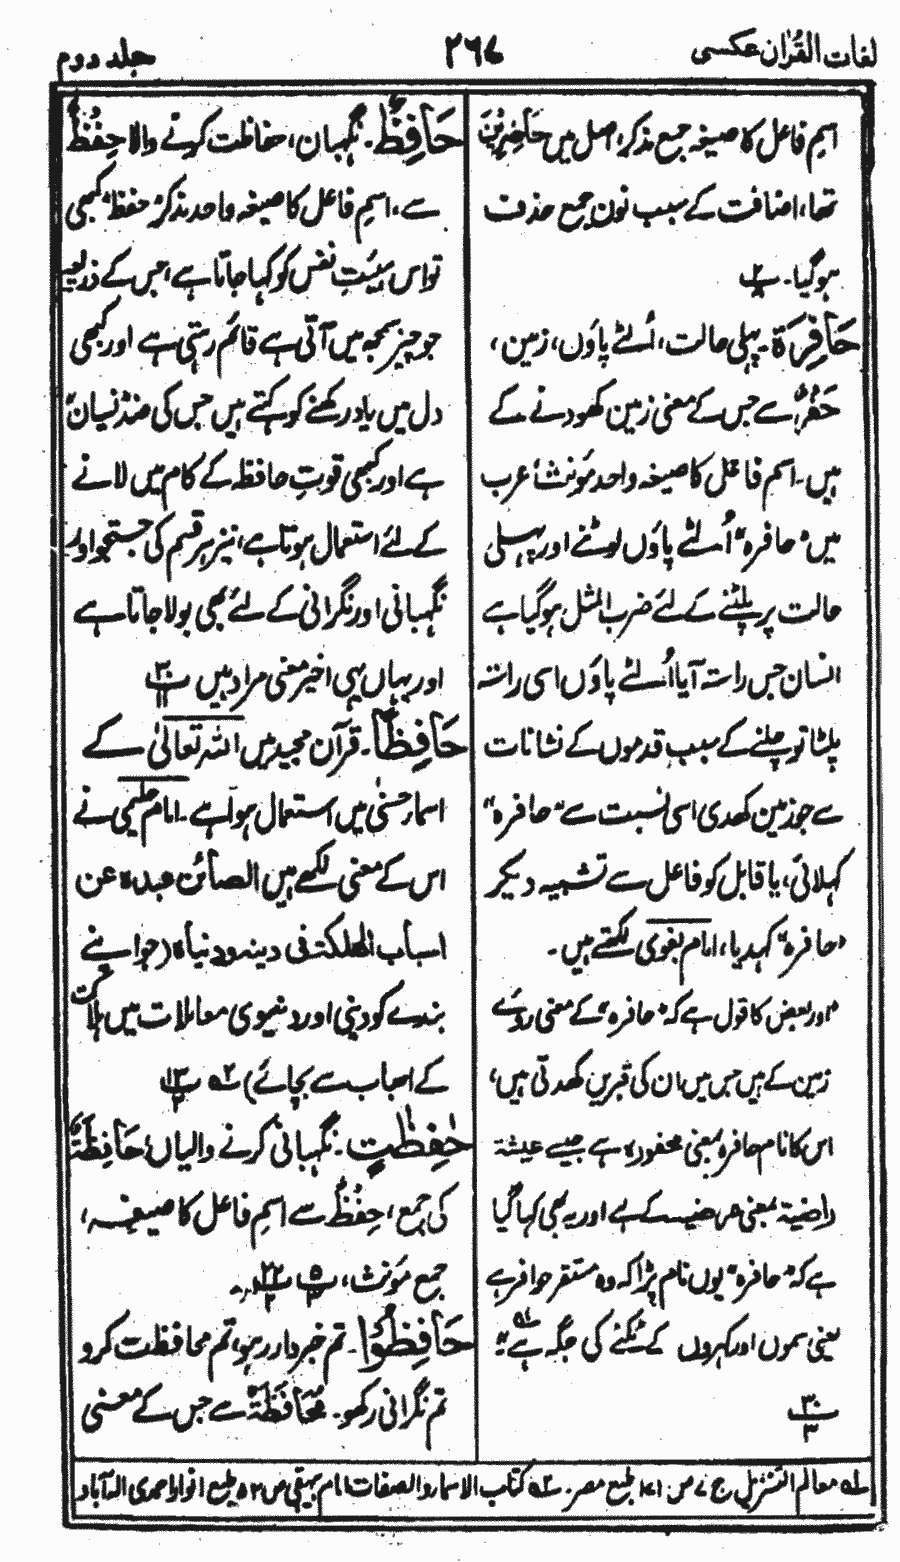 لغات القرآن عکسی
۲۶۷
جلد دوم
اسم فاعل کا صیغہ جمع مذکر، اصل میں حَافِرِیْنَ
تھا، اضافت کے سبب نون جمع حذف
ہو گیا۔
حَافِرَۃ۔ پہلی حالت، اُلٹے پاؤں، زمین،
حَفْرٌ سے جس کے معنی زمین کھودنے کے
ہیں۔ اسم فاعل کا صیغہ واحد مؤنث، عرب
میں "حافرہ" اُلٹے پاؤں لوٹنے اور پہلی
حالت پر پلٹنے کے لئے ضرب المثل ہو گیا ہے
انسان جس راستہ آیا اُلٹے پاؤں اسی راستہ
پلٹا تو چلنے کے سبب قدموں کے نشانات
سے جو زمین کھدی اسی نسبت سے "حافرہ"
کہلائی، یا قابل کو فاعل سے تشبیہ دیکر
"حافرہ" کہدیا، امام بغوی لکھتے ہیں۔
"اور بعض کا قول ہے کہ "حافرہ" کے معنی روئے
زمین کے ہیں جس میں ان کی قبریں کھدتی ہیں،
اس کا نام حافرہ بمعنی محفورہ ہے جیسے عیشۃ
راضیۃ بمعنی مرضیۃ کے ہے اور یہ بھی کہا گیا
ہے کہ "حافرہ" یوں نام پڑا کہ وہ مستقر حوافر ہے
یعنی سموں اور کھروں کے ٹکنے کی جگہ ہے" لہ
۳۰
۳
حَافِظٌ۔ نگہبان، حفاظت کرنے والا حِفْظٌ
سے، اسم فاعل کا صیغہ واحد مذکر "حفظ" کبھی
تو اس ہیئتِ نفس کو کہا جاتا ہے، جس کے ذریعہ
جو چیز سمجھ میں آتی ہے قائم رہتی ہے اور کبھی
دل میں یاد رکھنے کو کہتے ہیں جس کی ضد نسیان
ہے اور کبھی قوتِ حافظہ کے کام میں لانے
کے لئے استعمال ہوتا ہے، نیز ہر قسم کی جستجو اور
نگہبانی اور نگرانی کے لئے بھی بولا جاتا ہے
اور یہاں یہی اخیر معنی مراد ہیں
حَافِظًا۔ قرآن مجید میں اللہ تعالیٰ کے
اسمار حسنیٰ میں استعمال ہوا ہے۔ امام حلیمی نے
اس کے معنی لکھے ہیں الصائن عبدہ عن
اسباب الھلکۃ فی دینہ ودنیاہ (جو اپنے
بندے کو دینی اور دنیوی معاملات میں ہلاکت
کے اسباب سے بچائے) ۲ھ
حٰفِظٰتٌ۔ نگہبانی کرنے والیاں، حَافِظَۃٌ
کی جمع، حِفْظٌ سے اسم فاعل کا صیغہ،
جمع مؤنث،
حَافِظُوْا۔ تم خبردار رہو، تم محافظت کرو
تم نگرانی رکھو۔ مُحَافَظَۃٌ سے جس کے معنی
لہ معالم التنزیل ج ۷ ص ۱۷۱ طبع مصر۔ ۲ھ کتاب الاسمار والصفات امام بیہقی ص ۵۲ طبع انوار احمدی الہ آباد